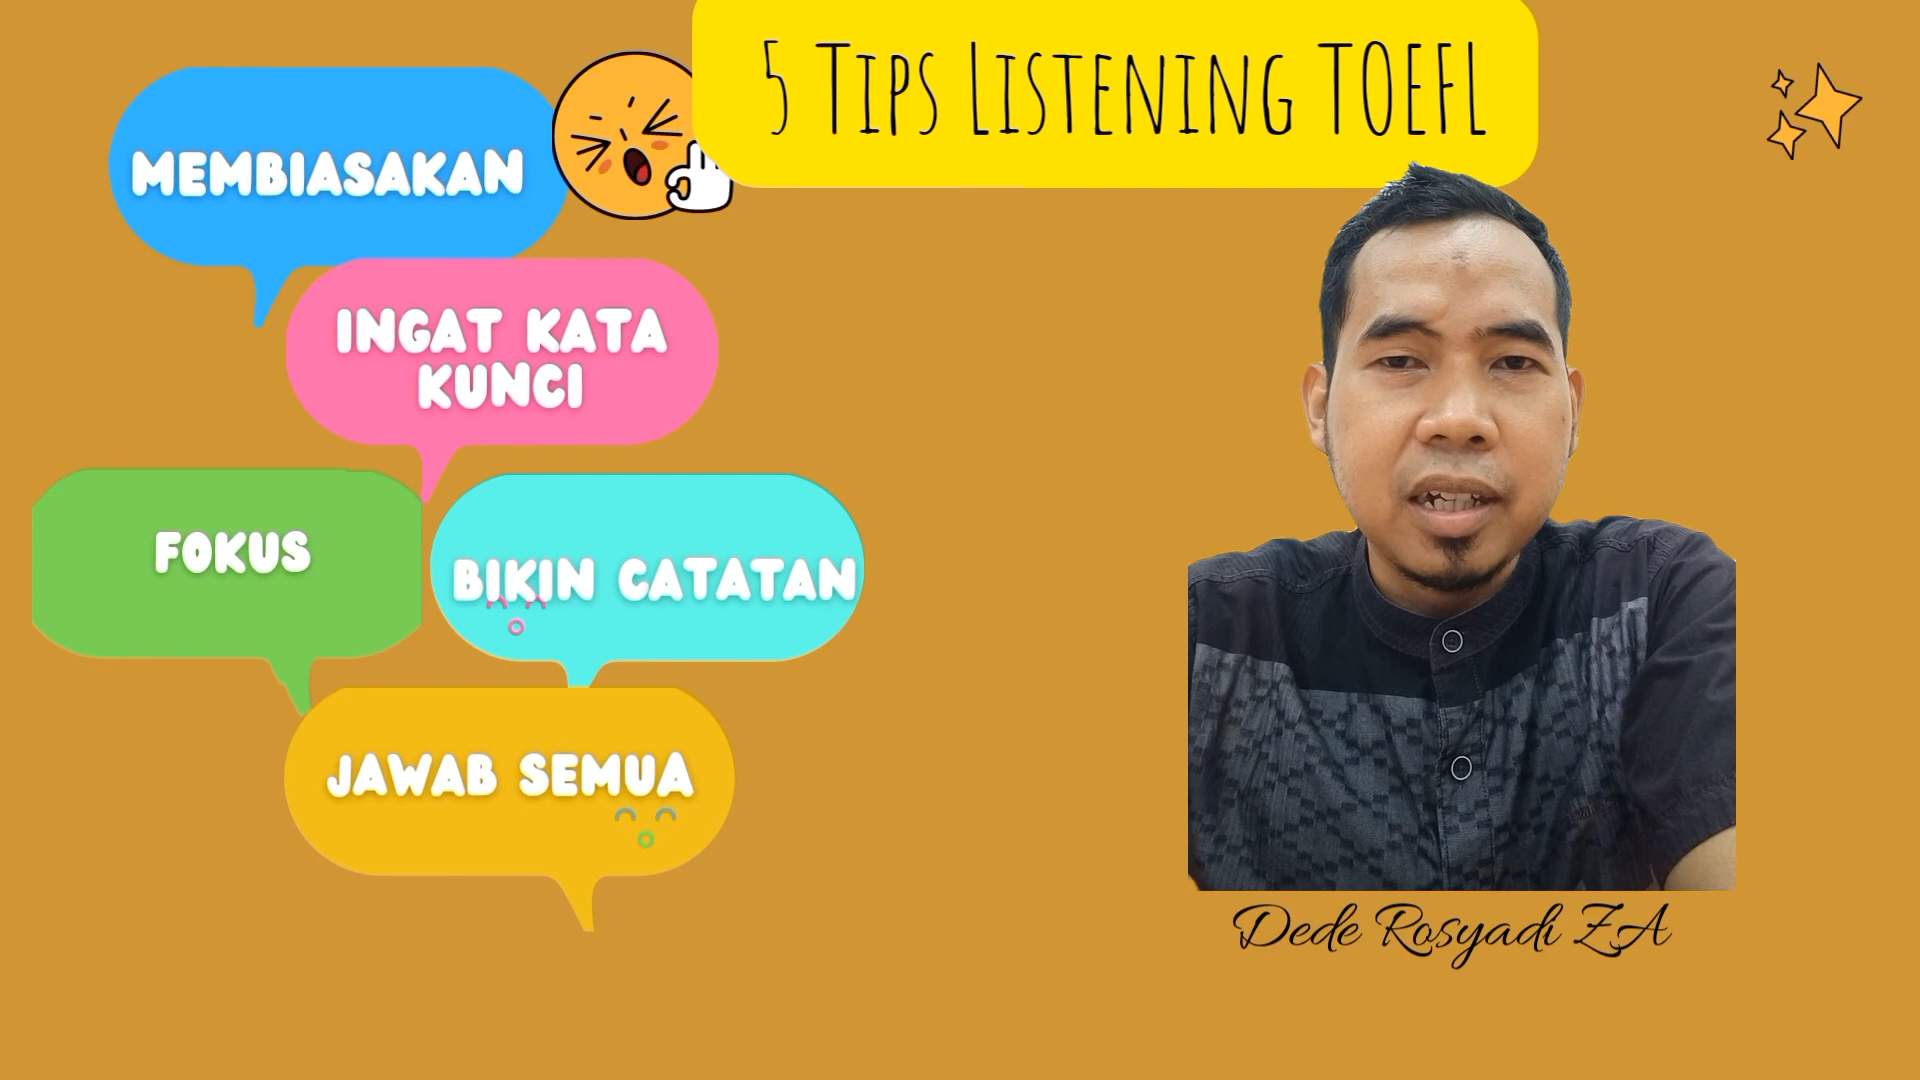 5 Tips Listening TOEFL
MEMBIASAKAN
INGAT KATA
KUNCI
FOKUS
BIKIN CATATAN
JAWAB SEMUA
Dede Rosyadi ZA